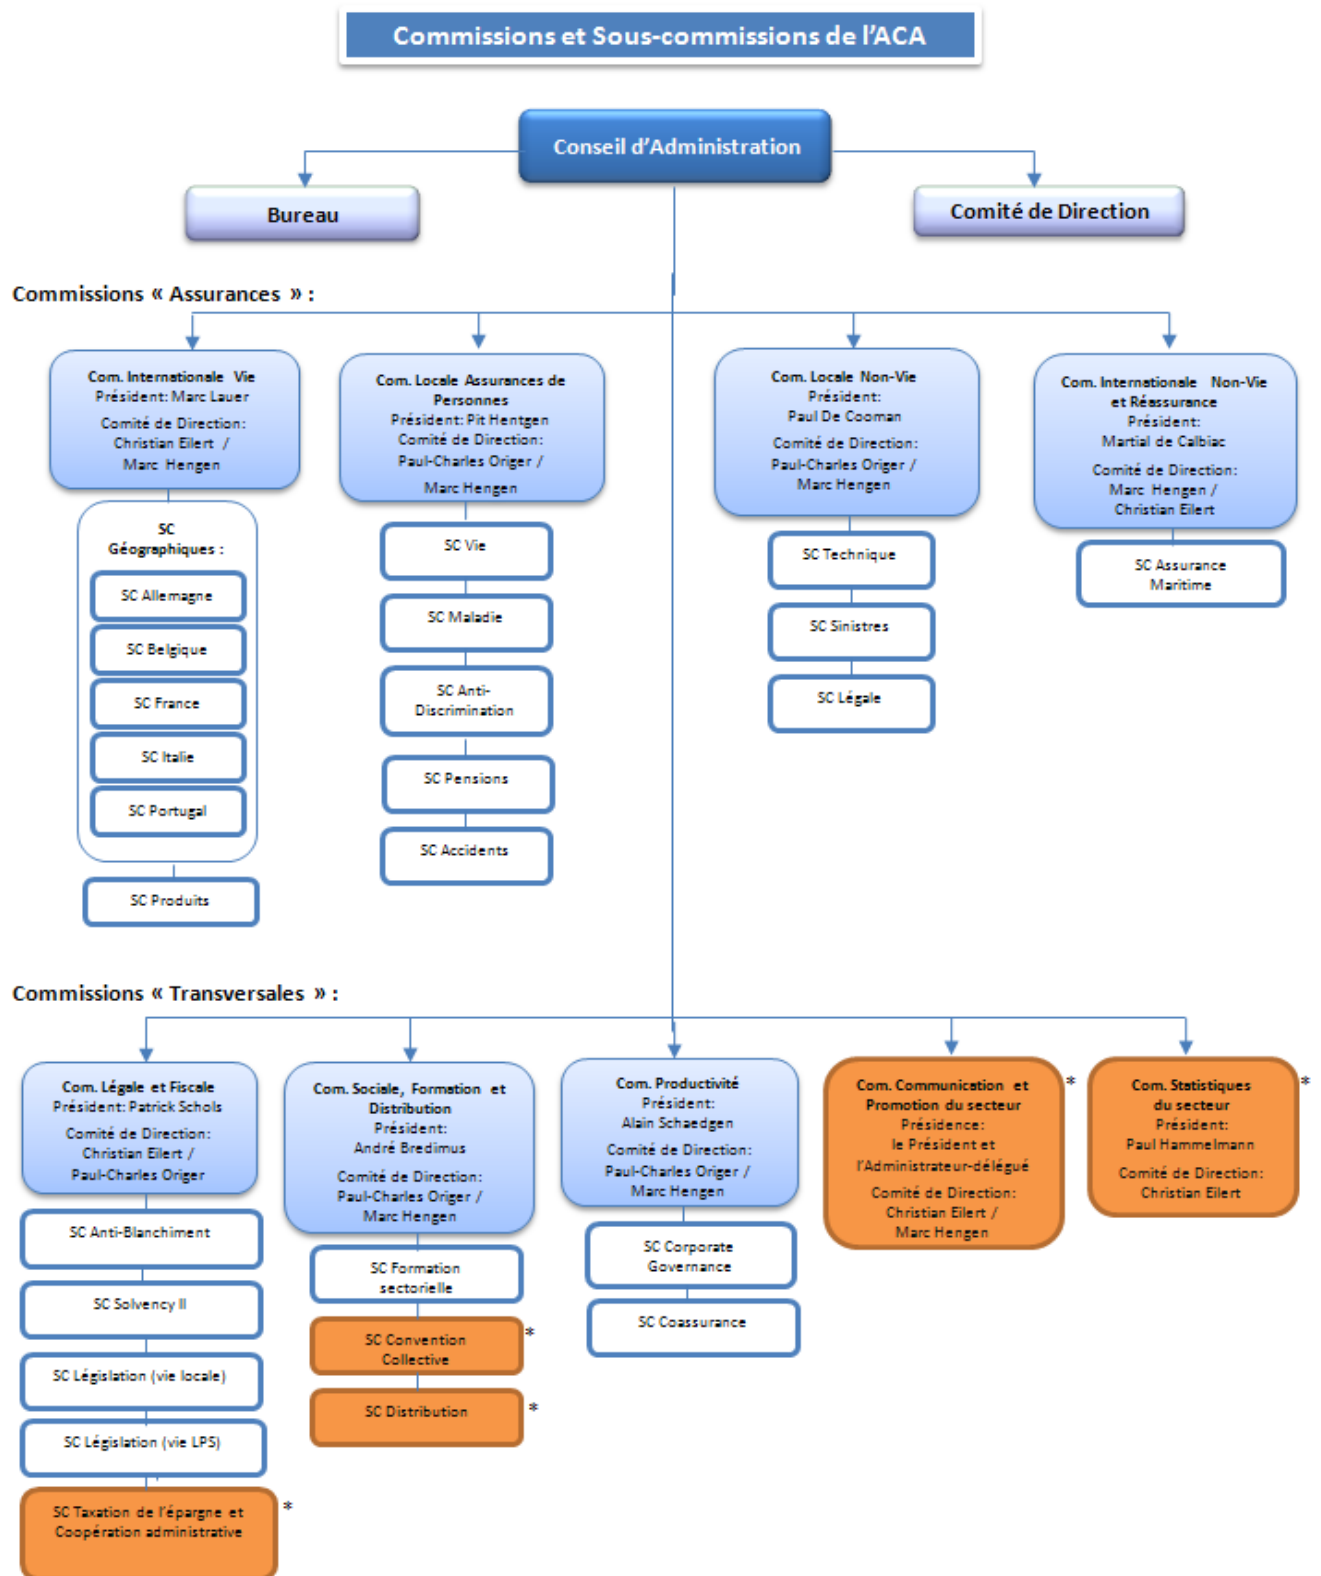 Commissions et Sous-commissions de l'ACA
Conseil d'Administration
Bureau
Comité de Direction
Commissions « Assurances » :
Com. Internationale Vie
Président: Marc Lauer
Comité de Direction:
Christian Eilert /
Marc Hengen
SC
Géographiques :
SC Allemagne
SC Belgique
SC France
SC Italie
SC Portugal
SC Produits
Com. Locale Assurances de
Personnes
Président: Pit Hentgen
Comité de Direction:
Paul-Charles Origer /
Marc Hengen
SC Vie
SC Maladie
SC Anti-
Discrimination
SC Pensions
SC Accidents
Com. Locale Non-Vie
Président:
Paul De Cooman
Comité de Direction:
Paul-Charles Origer /
Marc Hengen
SC Technique
SC Sinistres
SC Légale
Com. Internationale Non-Vie
et Réassurance
Président:
Martial de Calbiac
Comité de Direction:
Marc Hengen /
Christian Eilert
SC Assurance
Maritime
Commissions « Transversales » :
Com. Légale et Fiscale
Président: Patrick Schols
Comité de Direction:
Christian Eilert /
Paul-Charles Origer
SC Anti-Blanchiment
SC Solvency II
SC Législation (vie locale)
SC Législation (vie LPS)
SC Taxation de l'épargne et
Coopération administrative
*
Com. Sociale, Formation et
Distribution
Président:
André Bredimus
Comité de Direction:
Paul-Charles Origer /
Marc Hengen
SC Formation
sectorielle
SC Convention
Collective
*
SC Distribution
*
Com. Productivité
Président:
Alain Schaedgen
Comité de Direction:
Paul-Charles Origer /
Marc Hengen
SC Corporate
Governance
SC Coassurance
Com. Communication et
Promotion du secteur
Présidence:
le Président et
l'Administrateur-délégué
Comité de Direction:
Christian Eilert /
Marc Hengen
*
Com. Statistiques
du secteur
Président:
Paul Hammelmann
Comité de Direction:
Christian Eilert
*